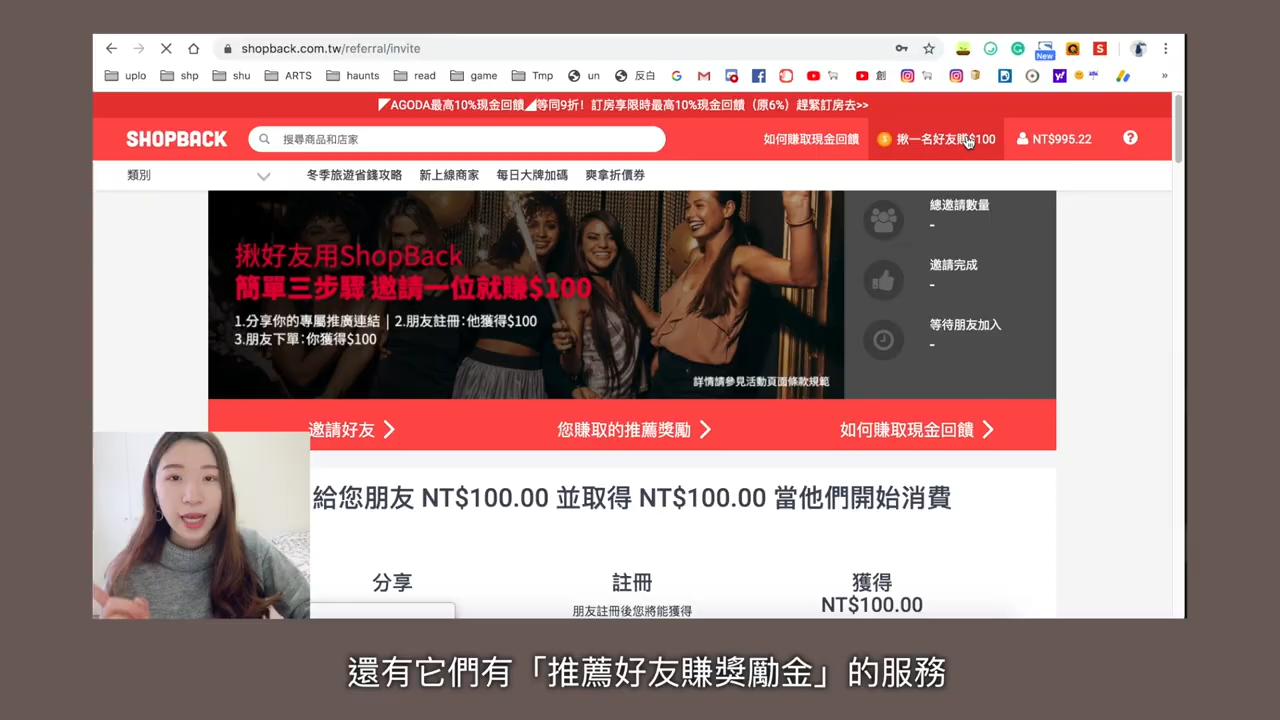 shopback.com.tw/referral/invite
New
uplo shp shu ARTS haunts read game Tmp un 反白 創 »
◤AGODA最高10%現金回饋◢等同9折！訂房享限時最高10%現金回饋（原6%）趕緊訂房去>>
SHOPBACK 搜尋商品和店家 如何賺取現金回饋 揪一名好友賺$100 NT$995.22 ?
類別 冬季旅遊省錢攻略 新上線商家 每日大牌加碼 爽拿折價券
揪好友用ShopBack
簡單三步驟 邀請一位就賺$100
1.分享你的專屬推廣連結 | 2.朋友註冊:他獲得$100
3.朋友下單:你獲得$100
詳情請參見活動頁面條款規範
總邀請數量
-
邀請完成
-
等待朋友加入
-
邀請好友 您賺取的推薦獎勵 如何賺取現金回饋
給您朋友 NT$100.00 並取得 NT$100.00 當他們開始消費
分享 註冊 獲得
NT$100.00
朋友註冊後您將能獲得
還有它們有「推薦好友賺獎勵金」的服務